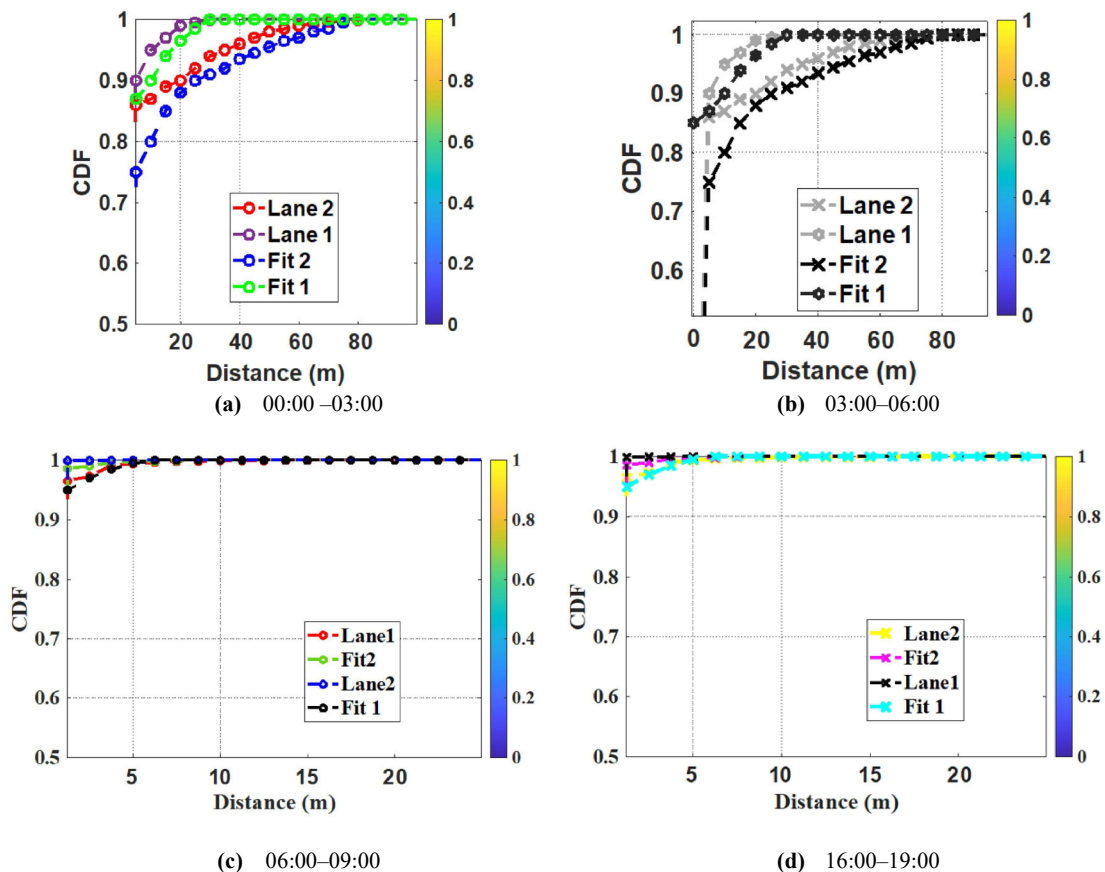 1
0.9
0.8
0.7
0.6
0.5
CDF
20
40
60
80
Distance (m)
Lane 2
Lane 1
Fit 2
Fit 1
1
0.8
0.6
0.4
0.2
0
(a) 00:00 –03:00
1
0.9
0.8
0.7
0.6
CDF
0
20
40
60
80
Distance (m)
Lane 2
Lane 1
Fit 2
Fit 1
1
0.8
0.6
0.4
0.2
0
(b) 03:00–06:00
1
0.9
0.8
0.7
0.6
0.5
CDF
5
10
15
20
Distance (m)
Lane1
Fit2
Lane2
Fit 1
1
0.8
0.6
0.4
0.2
0
(c) 06:00–09:00
1
0.9
0.8
0.7
0.6
0.5
CDF
5
10
15
20
Distance (m)
Lane2
Fit2
Lane1
Fit 1
1
0.8
0.6
0.4
0.2
0
(d) 16:00–19:00